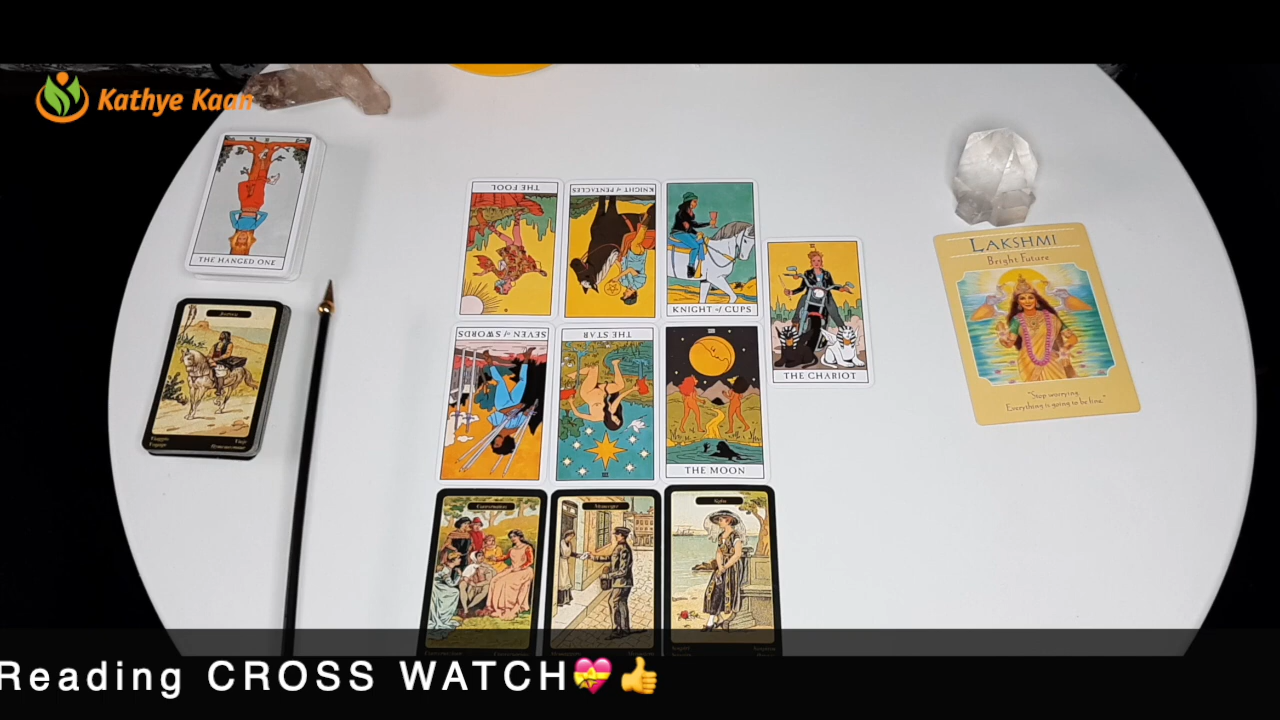 Kathye Kaan
THE HANGED ONE
THE FOOL
KNIGHT of PENTACLES
KNIGHT of CUPS
THE CHARIOT
SEVEN of SWORDS
THE STAR
THE MOON
LAKSHMI
Bright Future
"Stop worrying.
Everything is going to be fine."
Reading CROSS WATCH💝👍